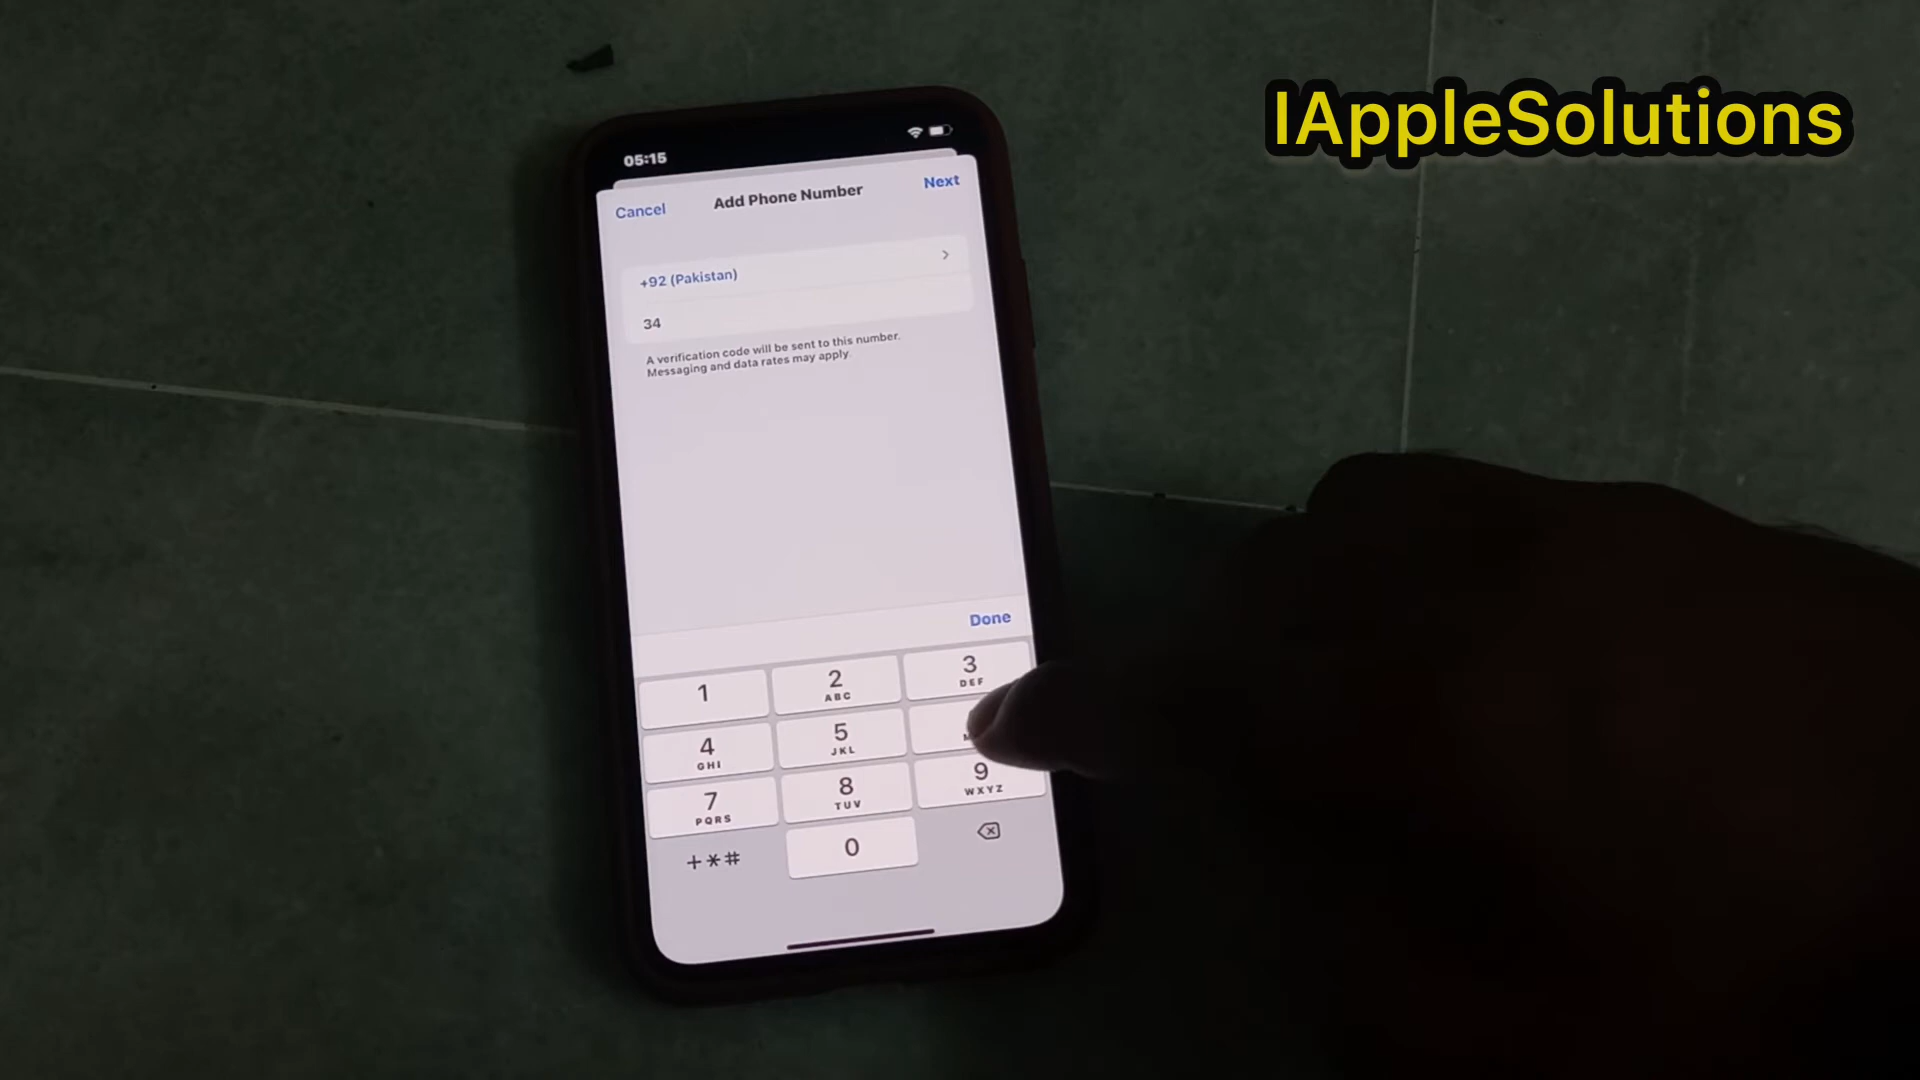 IAppleSolutions
05:15
Cancel
Add Phone Number
Next
+92 (Pakistan)
34
A verification code will be sent to this number.
Messaging and data rates may apply.
Done
1
2
ABC
3
DEF
4
GHI
5
JKL
7
PQRS
8
TUV
9
WXYZ
+*#
0